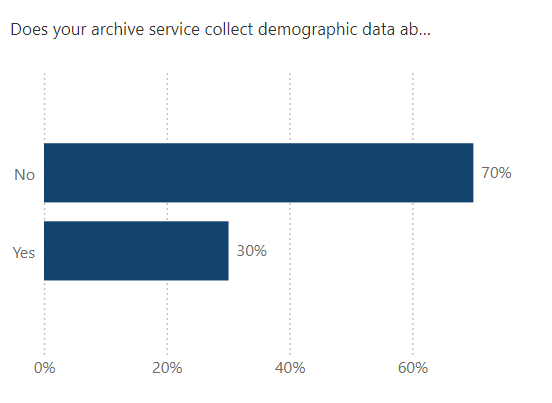 Does your archive service collect demographic data ab...
No
70%
Yes
30%
0%
20%
40%
60%